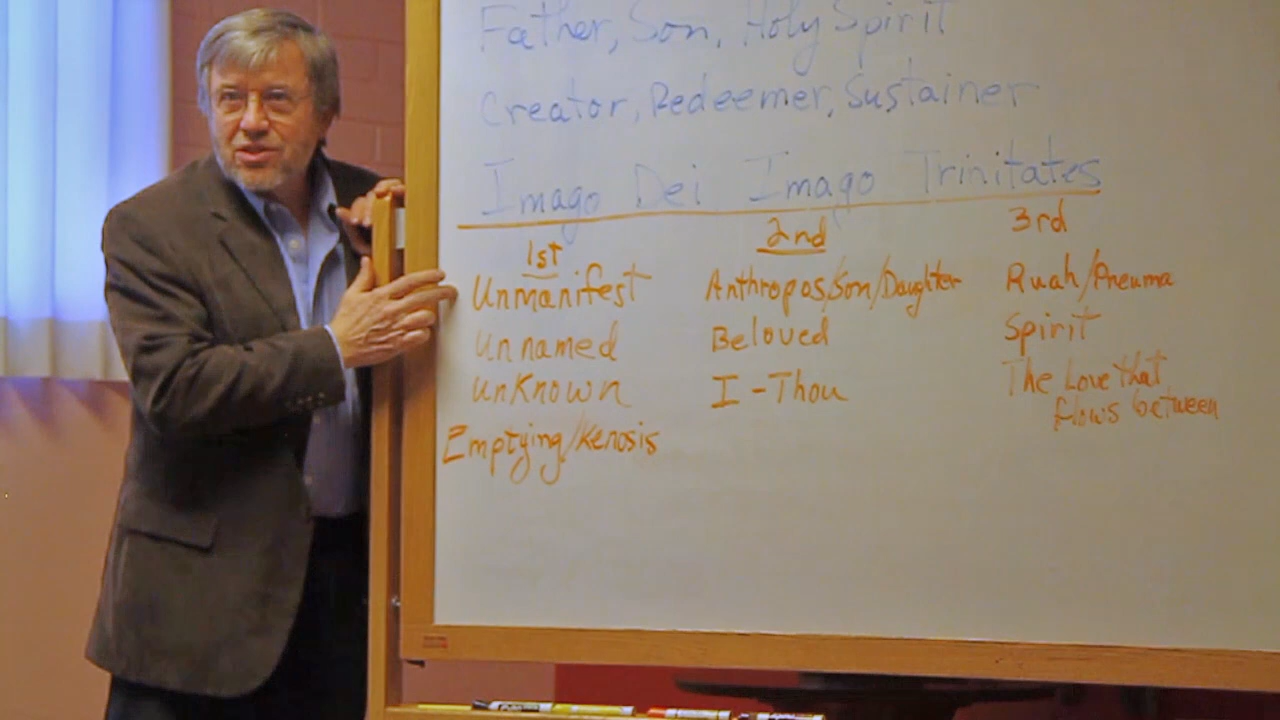 Father, Son, Holy Spirit
Creator, Redeemer, Sustainer
Imago Dei Imago Trinitates
1st
Unmanifest
Unnamed
Unknown
Emptying/Kenosis
2nd
Anthropos/Son/Daughter
Beloved
I-Thou
3rd
Ruah/Pneuma
Spirit
The Love that
flows between